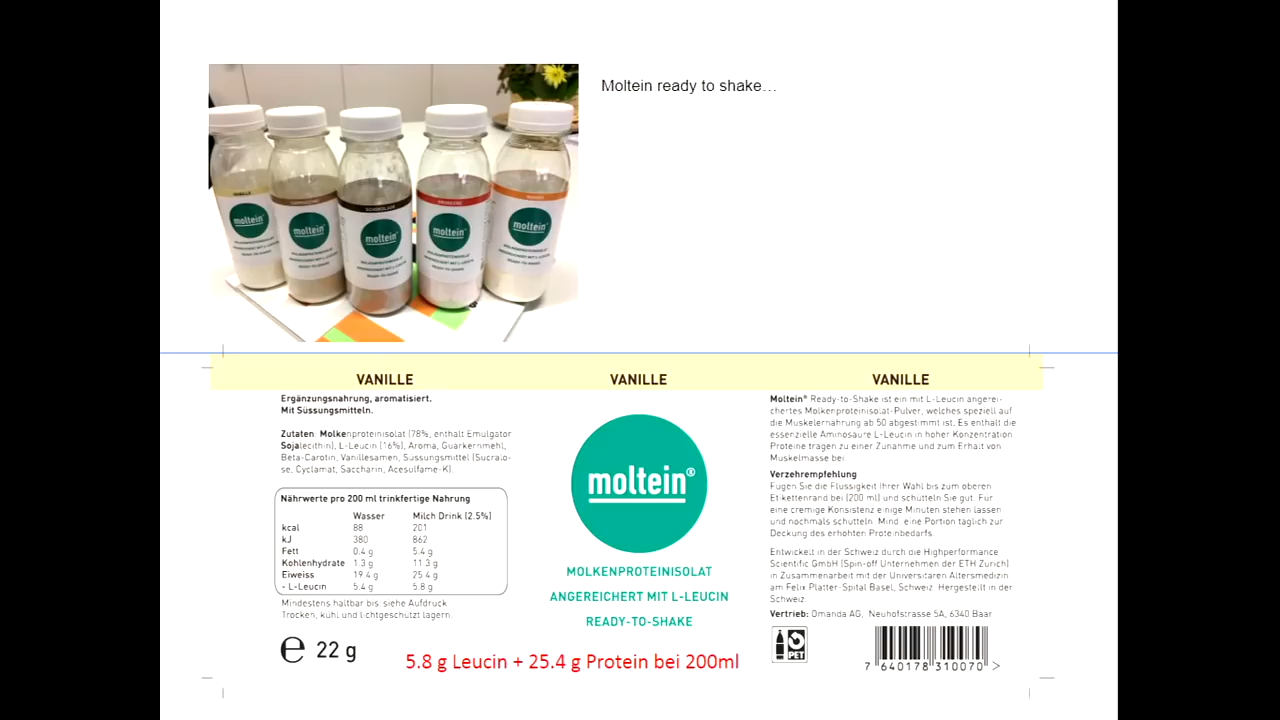 Moltein ready to shake…
VANILLE
SCHOKOLADE
moltein
moltein
moltein
moltein
moltein
VANILLE
VANILLE
VANILLE
Ergänzungsnahrung, aromatisiert.
Mit Süssungsmitteln.
Zutaten: Molkenproteinisolat (78%, enthält Emulgator
Sojalecithin), L-Leucin (16%), Aroma, Guarkernmehl,
Beta-Carotin, Vanillesamen, Süssungsmittel (Sucralo-
se, Cyclamat, Saccharin, Acesulfame-K).
Nährwerte pro 200 ml trinkfertige Nahrung
Wasser Milch Drink (2.5%)
kcal 88 201
kJ 380 862
Fett 0.4 g 5.4 g
Kohlenhydrate 1.3 g 11.3 g
Eiweiss 19.4 g 25.4 g
- L-Leucin 5.4 g 5.8 g
Mindestens haltbar bis: siehe Aufdruck
Trocken, kühl und lichtgeschützt lagern.
℮ 22 g
moltein®
MOLKENPROTEINISOLAT
ANGEREICHERT MIT L-LEUCIN
READY-TO-SHAKE
5.8 g Leucin + 25.4 g Protein bei 200ml
Moltein® Ready-to-Shake ist ein mit L-Leucin angerei-
chertes Molkenproteinisolat-Pulver, welches speziell auf
die Muskelernährung ab 50 abgestimmt ist. Es enthält die
essenzielle Aminosäure L-Leucin in hoher Konzentration.
Proteine tragen zu einer Zunahme und zum Erhalt von
Muskelmasse bei.
Verzehrempfehlung
Fügen Sie die Flüssigkeit Ihrer Wahl bis zum oberen
Etikettenrand bei (200 ml) und schütteln Sie gut. Für
eine cremige Konsistenz einige Minuten stehen lassen
und nochmals schütteln. Mind. eine Portion täglich zur
Deckung des erhöhten Proteinbedarfs.
Entwickelt in der Schweiz durch die Highperformance
Scientific GmbH (Spin-off Unternehmen der ETH Zürich)
in Zusammenarbeit mit der Universitären Altersmedizin
am Felix Platter-Spital Basel, Schweiz. Hergestellt in der
Schweiz.
Vertrieb: Omanda AG, Neuhofstrasse 5A, 6340 Baar
PET
7 640178 310070 >